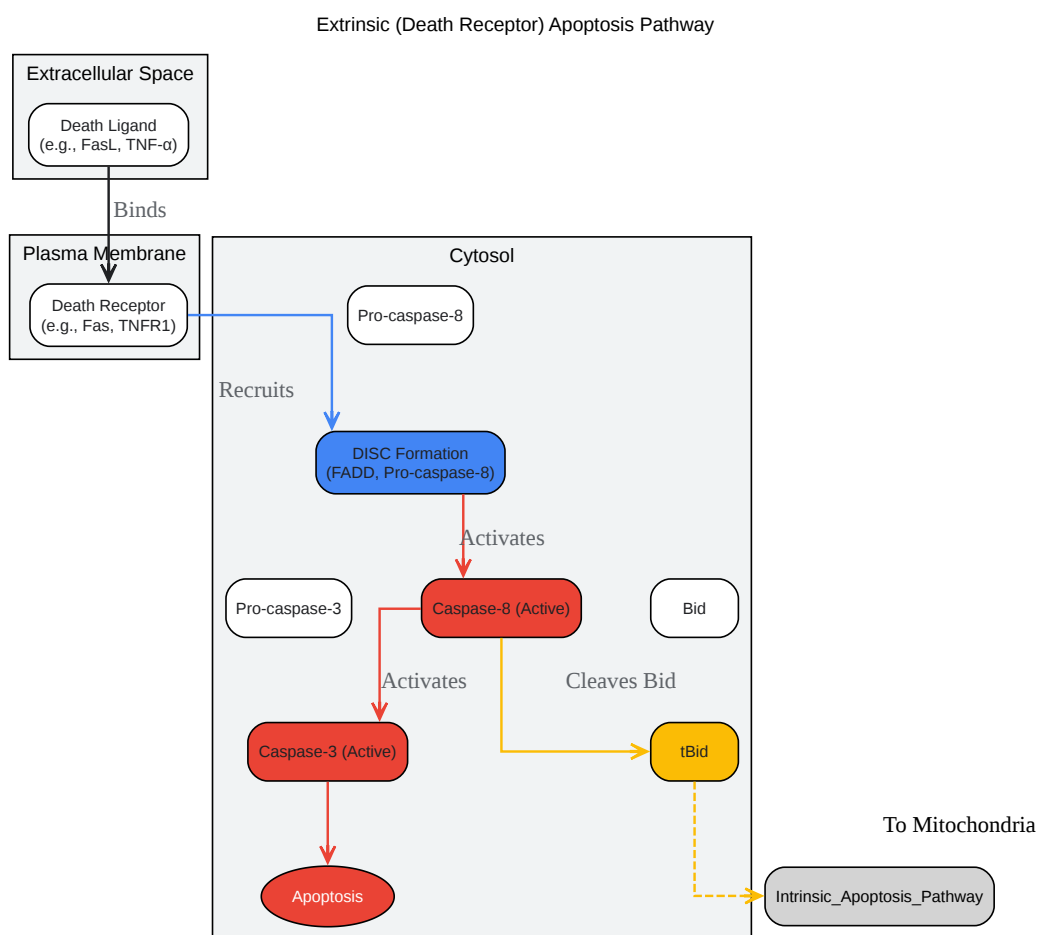 Extrinsic (Death Receptor) Apoptosis Pathway
Extracellular Space
Death Ligand
(e.g., FasL, TNF-α)
Binds
Plasma Membrane
Death Receptor
(e.g., Fas, TNFR1)
Cytosol
Pro-caspase-8
Recruits
DISC Formation
(FADD, Pro-caspase-8)
Activates
Pro-caspase-3
Caspase-8 (Active)
Bid
Activates
Cleaves Bid
Caspase-3 (Active)
tBid
To Mitochondria
Apoptosis
Intrinsic_Apoptosis_Pathway